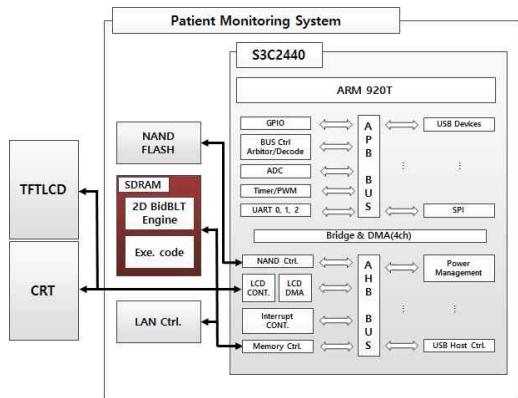 Patient Monitoring System
S3C2440
ARM 920T
GPIO
BUS Ctrl
Arbitor/Decode
ADC
Timer/PWM
UART 0, 1, 2
A
P
B
B
U
S
USB Devices
⋮
⋮
SPI
Bridge & DMA(4ch)
NAND Ctrl.
LCD
CONT.
LCD
DMA
Interrupt
CONT.
Memory Ctrl.
A
H
B
B
U
S
Power
Management
⋮
⋮
USB Host Ctrl.
NAND
FLASH
SDRAM
2D BidBLT
Engine
Exe. code
LAN Ctrl.
TFTLCD
CRT